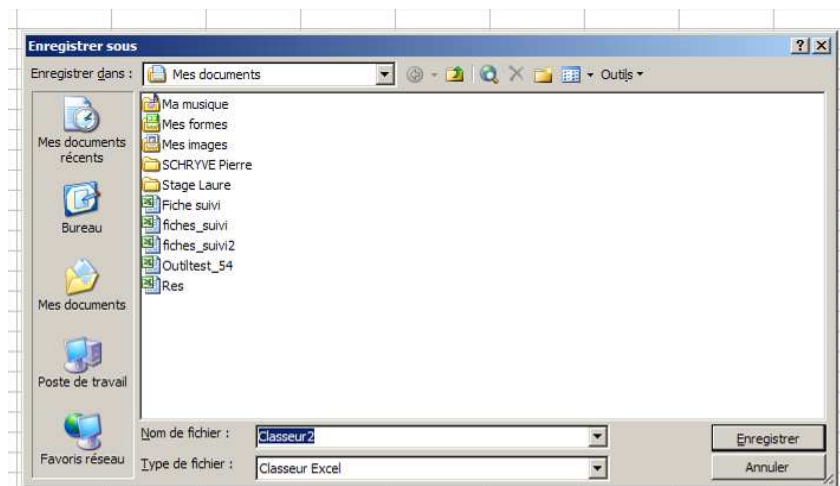 Enregistrer sous
Enregistrer dans :
Mes documents
Outils
Mes documents récents
Bureau
Mes documents
Poste de travail
Favoris réseau
Ma musique
Mes formes
Mes images
SCHRYVE Pierre
Stage Laure
Fiche suivi
fiches_suivi
fiches_suivi2
Outiltest_54
Res
Nom de fichier :
Classeur2
Enregistrer
Type de fichier :
Classeur Excel
Annuler